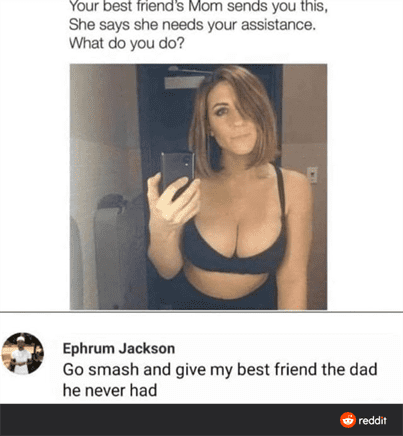 Your best friend's Mom sends you this,
She says she needs your assistance.
What do you do?
Ephrum Jackson
Go smash and give my best friend the dad
he never had
reddit